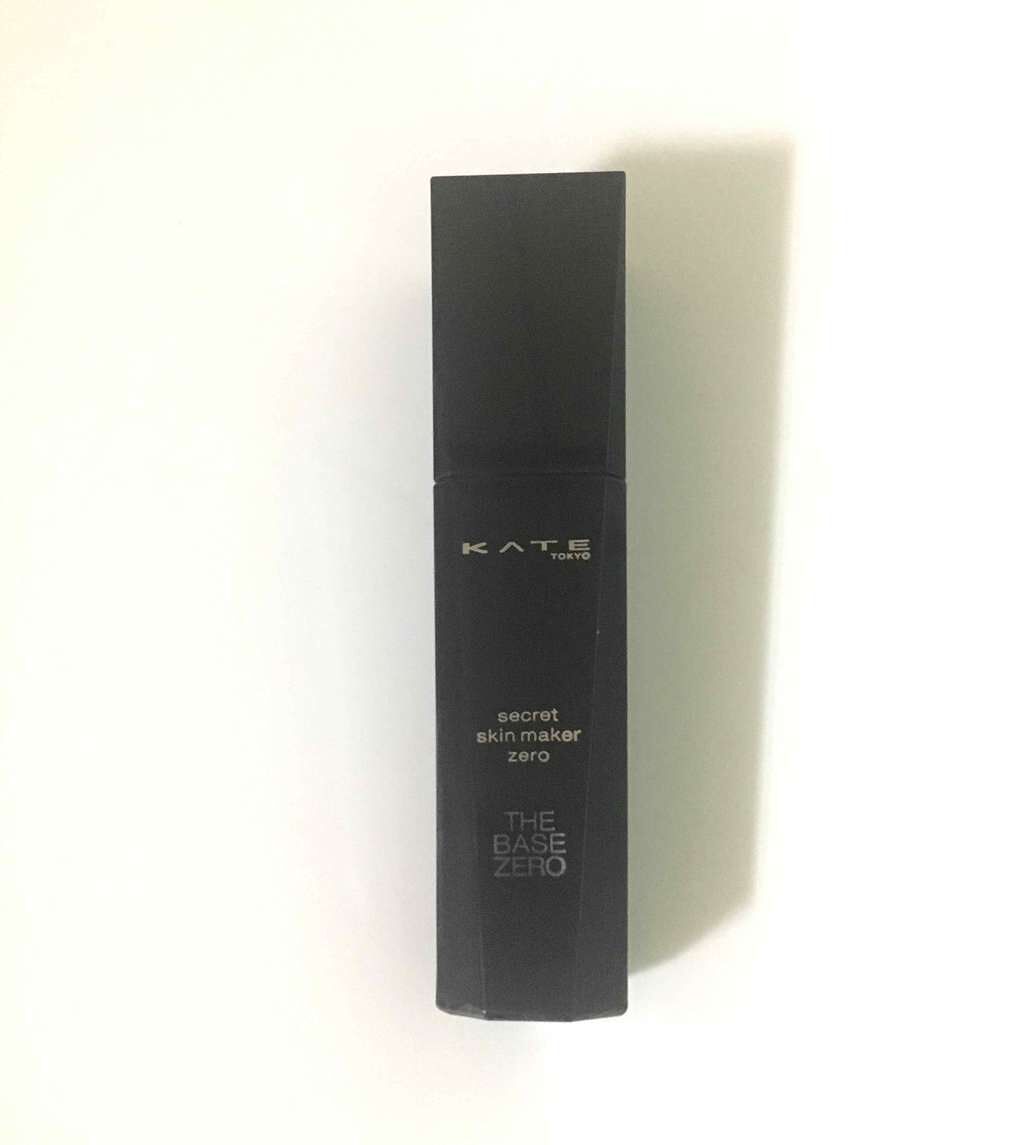 KATE
TOKYO
secret
skin maker
zero
THE
BASE
ZERO